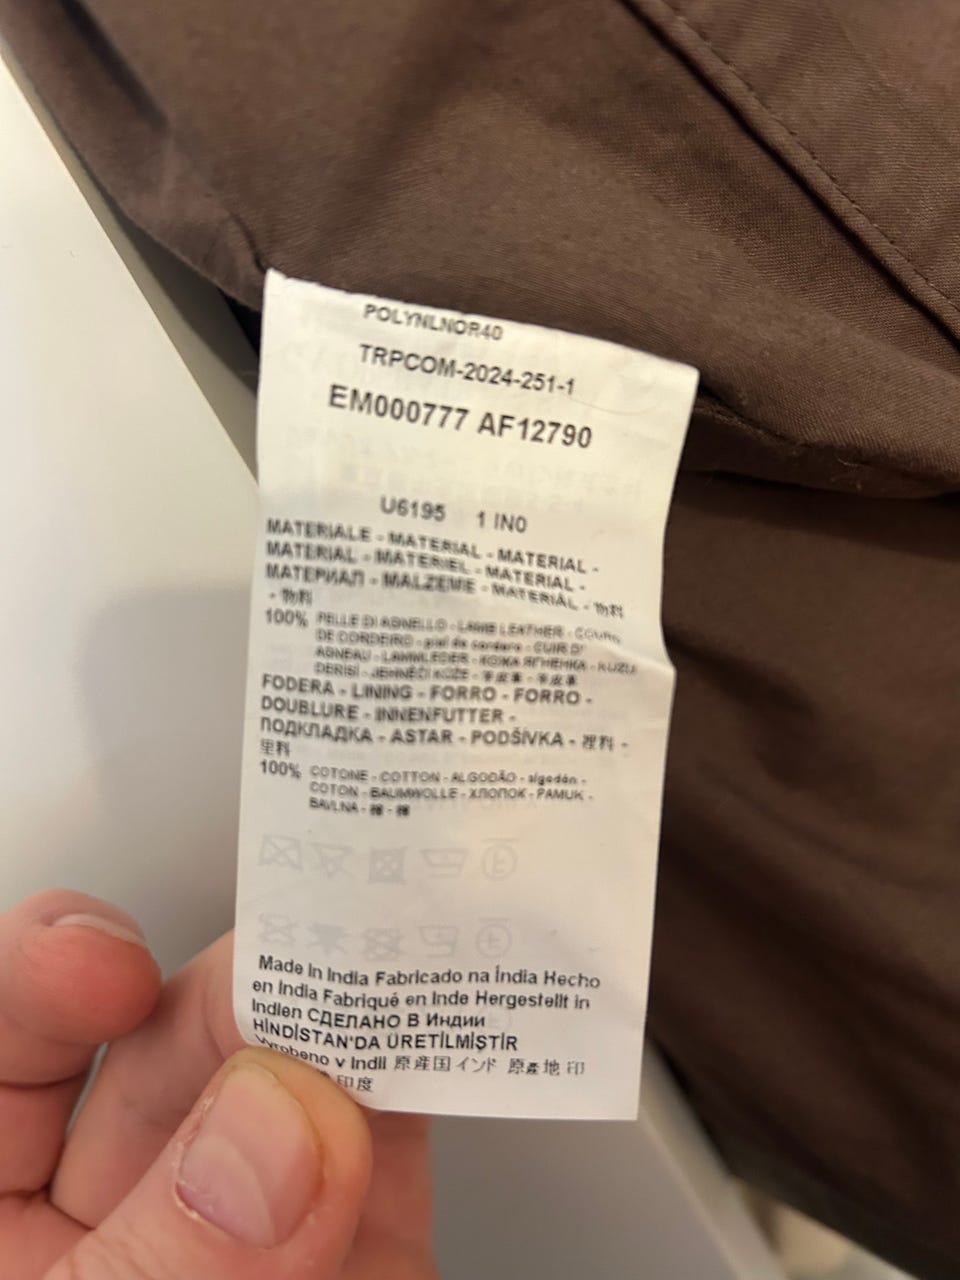 POLYNLNOR40
TRPCOM-2024-251-1
EM000777 AF12790
U6195 1 IN0
MATERIALE - MATERIAL - MATERIAL -
MATERIAL - MATERIEL - MATERIAL -
МАТЕРИАЛ - MALZEME - MATERIÁL - 物料
- 物料
100% PELLE DI AGNELLO - LAMB LEATHER - COURO
DE CORDEIRO - piel de cordero - CUIR D'
AGNEAU - LAMMLEDER - КОЖА ЯГНЕНКА - KUZU
DERİSİ - JEHNĚČÍ KŮŽE - 羊皮革 - 羊皮革
FODERA - LINING - FORRO - FORRO -
DOUBLURE - INNENFUTTER -
ПОДКЛАДКА - ASTAR - PODŠÍVKA - 裡料 -
里料
100% COTONE - COTTON - ALGODÃO - algodón -
COTON - BAUMWOLLE - ХЛОПОК - PAMUK -
BAVLNA - 棉 - 棉
Made in India Fabricado na Índia Hecho
en India Fabriqué en Inde Hergestellt in
Indien СДЕЛАНО В Индии
HİNDİSTAN'DA ÜRETİLMİŞTİR
Vyrobeno v Indii 原産国インド 原產地 印
印度